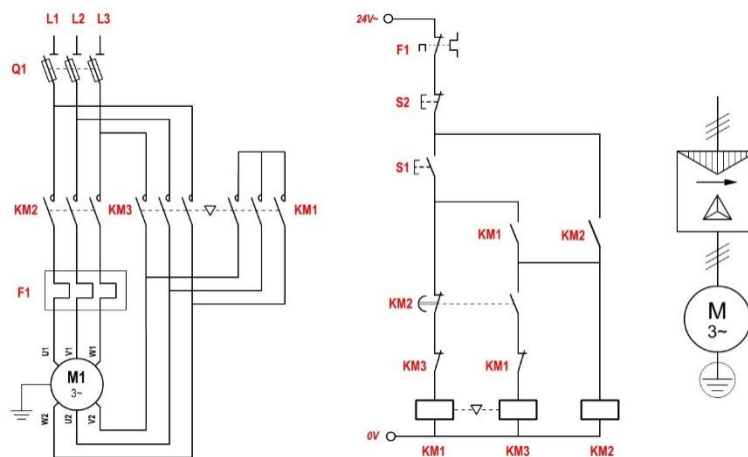 L1 L2 L3
Q1
KM2 KM3 KM1
F1
U1 V1 W1
M1
3~
W2 U2 V2
24V~
F1
S2
S1
KM1 KM2
KM2
KM3 KM1
0V
KM1 KM3 KM2
M
3~